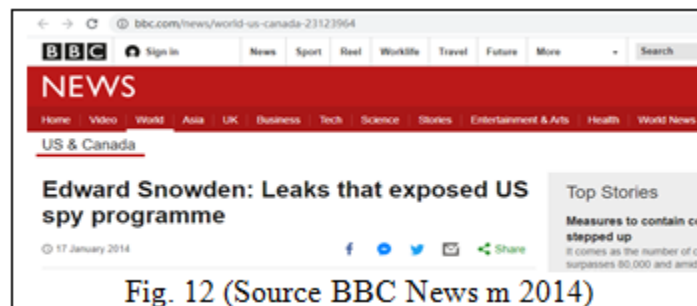 bbc.com/news/world-us-canada-23123964
BBC Sign in News Sport Reel Worklife Travel Future More Search
NEWS
Home Video World Asia UK Business Tech Science Stories Entertainment & Arts Health World News
US & Canada
Edward Snowden: Leaks that exposed US
spy programme
17 January 2014
Share
Top Stories
Measures to contain
stepped up
It comes as the number of
surpasses 80,000 and amid
Fig. 12 (Source BBC News m 2014)